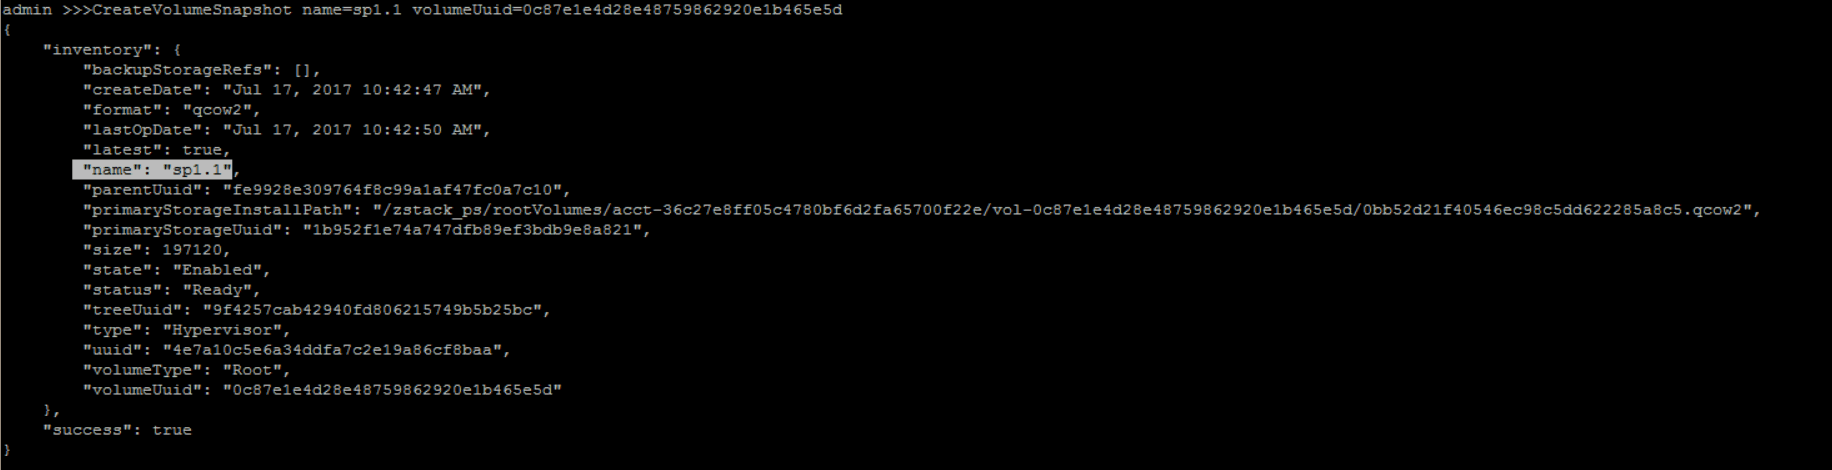 admin >>>CreateVolumeSnapshot name=sp1.1 volumeUuid=0c87e1e4d28e48759862920e1b465e5d
{
    "inventory": {
        "backupStorageRefs": [],
        "createDate": "Jul 17, 2017 10:42:47 AM",
        "format": "qcow2",
        "lastOpDate": "Jul 17, 2017 10:42:50 AM",
        "latest": true,
        "name": "sp1.1",
        "parentUuid": "fe9928e309764f8c99a1af47fc0a7c10",
        "primaryStorageInstallPath": "/zstack_ps/rootVolumes/acct-36c27e8ff05c4780bf6d2fa65700f22e/vol-0c87e1e4d28e48759862920e1b465e5d/0bb52d21f40546ec98c5dd622285a8c5.qcow2",
        "primaryStorageUuid": "1b952f1e74a747dfb89ef3bdb9e8a821",
        "size": 197120,
        "state": "Enabled",
        "status": "Ready",
        "treeUuid": "9f4257cab42940fd806215749b5b25bc",
        "type": "Hypervisor",
        "uuid": "4e7a10c5e6a34ddfa7c2e19a86cf8baa",
        "volumeType": "Root",
        "volumeUuid": "0c87e1e4d28e48759862920e1b465e5d"
    },
    "success": true
}